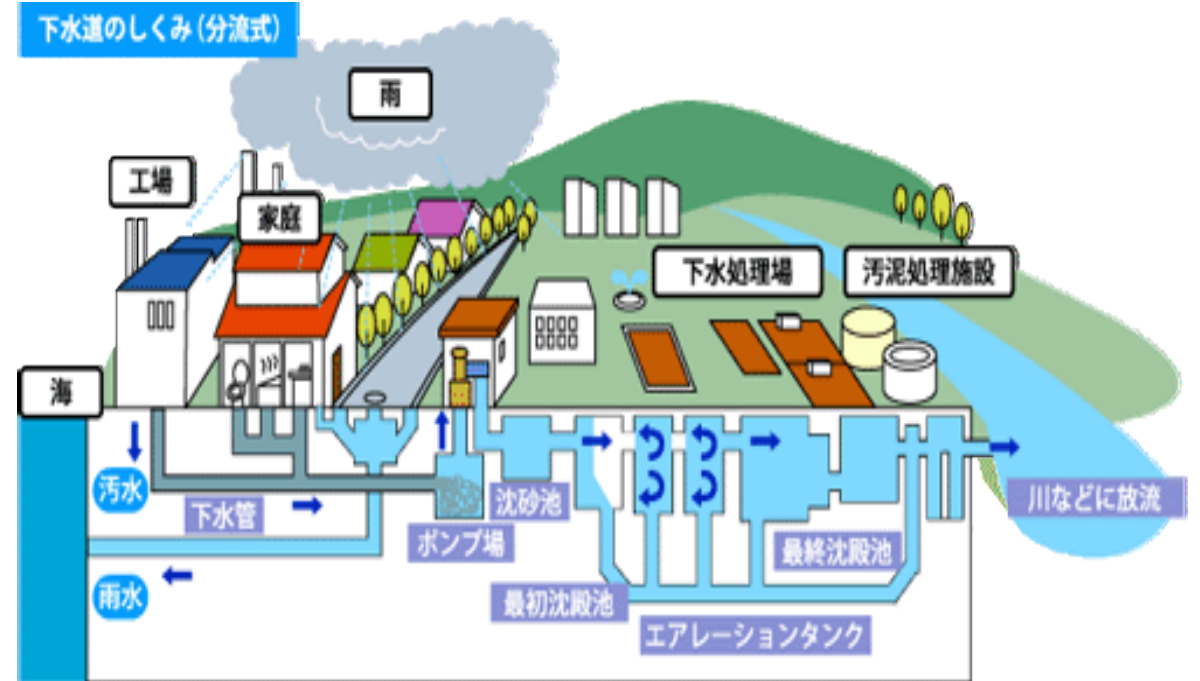 下水道のしくみ（分流式）
雨
工場
家庭
下水処理場
汚泥処理施設
海
汚水
下水管
沈砂池
ポンプ場
川などに放流
最終沈殿池
雨水
最初沈殿池
エアレーションタンク